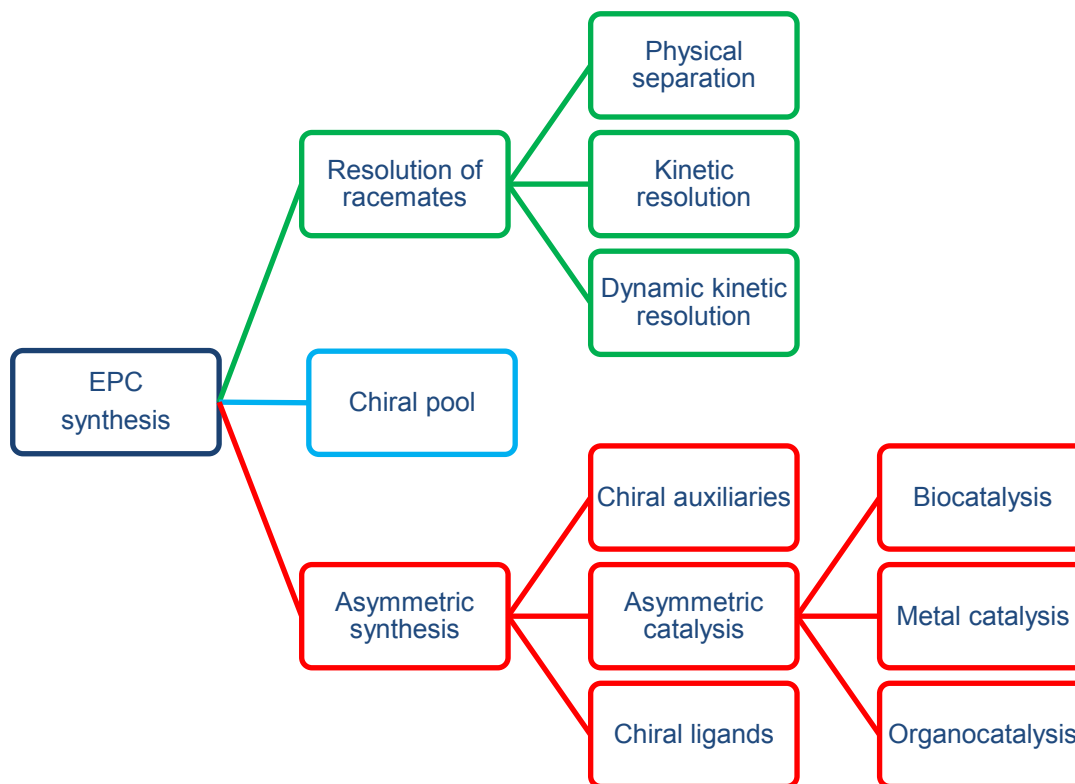 Physical
separation
Resolution of
racemates
Kinetic
resolution
Dynamic kinetic
resolution
EPC
synthesis
Chiral pool
Chiral auxiliaries
Biocatalysis
Asymmetric
synthesis
Asymmetric
catalysis
Metal catalysis
Chiral ligands
Organocatalysis